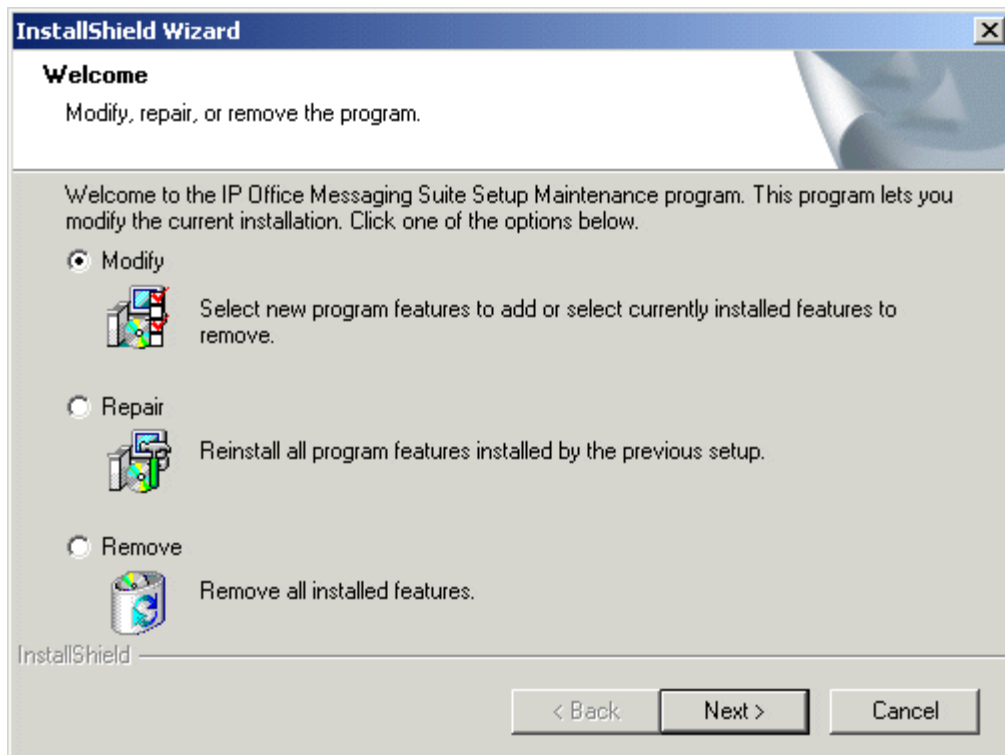 InstallShield Wizard
Welcome
Modify, repair, or remove the program.
Welcome to the IP Office Messaging Suite Setup Maintenance program. This program lets you
modify the current installation. Click one of the options below.
Modify
Select new program features to add or select currently installed features to
remove.
Repair
Reinstall all program features installed by the previous setup.
Remove
Remove all installed features.
InstallShield
< Back
Next >
Cancel